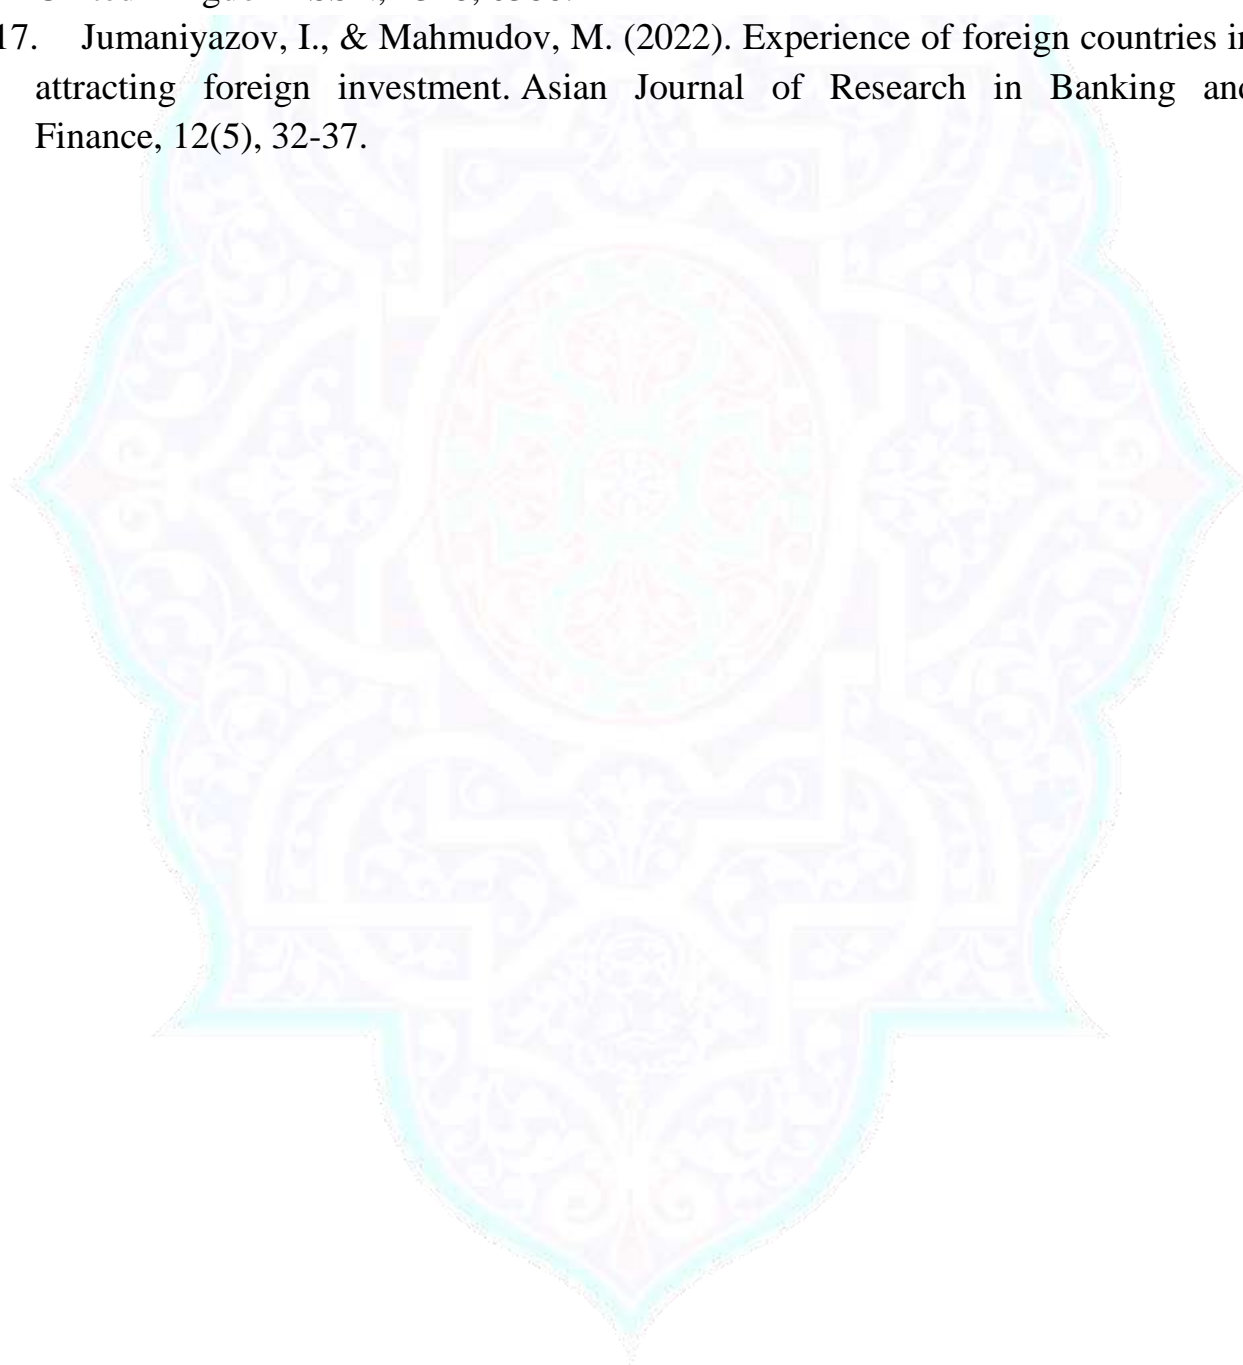 17. Jumaniyazov, I., & Mahmudov, M. (2022). Experience of foreign countries in
attracting foreign investment. Asian Journal of Research in Banking and
Finance, 12(5), 32-37.